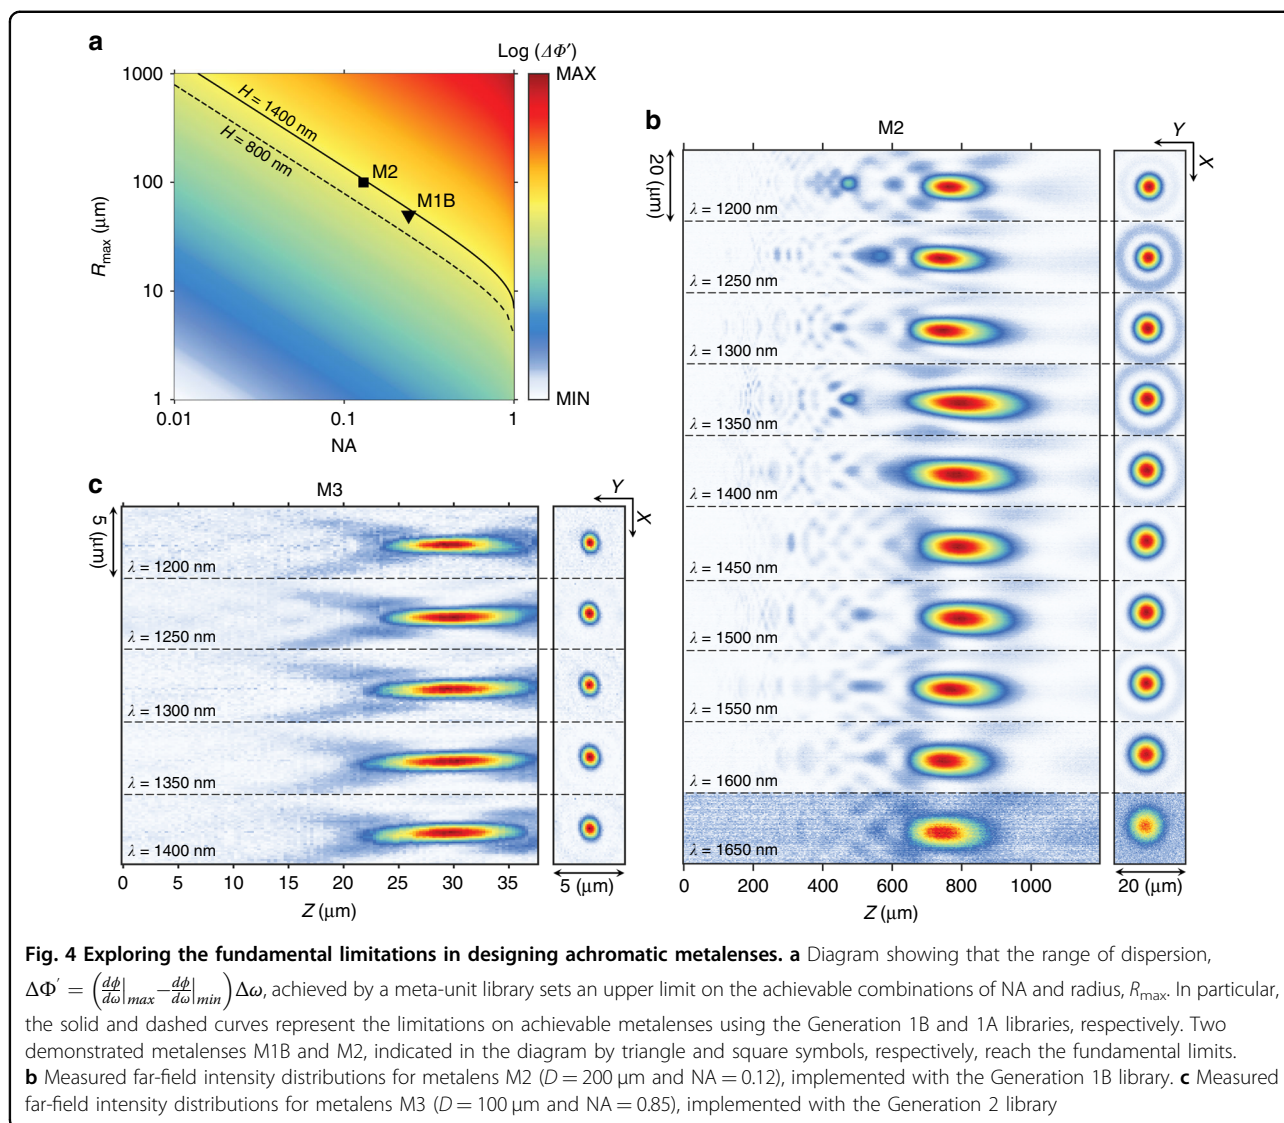 a
Log (ΔΦ′)
MAX
MIN
1000
100
10
1
R_max (μm)
0.01
0.1
1
NA
H = 1400 nm
H = 800 nm
M2
M1B
b
M2
Y
X
20 (μm)
λ = 1200 nm
λ = 1250 nm
λ = 1300 nm
λ = 1350 nm
λ = 1400 nm
λ = 1450 nm
λ = 1500 nm
λ = 1550 nm
λ = 1600 nm
λ = 1650 nm
0 200 400 600 800 1000
Z (μm)
20 (μm)
c
M3
Y
X
5 (μm)
λ = 1200 nm
λ = 1250 nm
λ = 1300 nm
λ = 1350 nm
λ = 1400 nm
0 5 10 15 20 25 30 35
Z (μm)
5 (μm)
Fig. 4 Exploring the fundamental limitations in designing achromatic metalenses. a Diagram showing that the range of dispersion,
ΔΦ′ = (dϕ/dω|max − dϕ/dω|min)Δω, achieved by a meta-unit library sets an upper limit on the achievable combinations of NA and radius, R_max. In particular,
the solid and dashed curves represent the limitations on achievable metalenses using the Generation 1B and 1A libraries, respectively. Two
demonstrated metalenses M1B and M2, indicated in the diagram by triangle and square symbols, respectively, reach the fundamental limits.
b Measured far-field intensity distributions for metalens M2 (D = 200 μm and NA = 0.12), implemented with the Generation 1B library. c Measured
far-field intensity distributions for metalens M3 (D = 100 μm and NA = 0.85), implemented with the Generation 2 library